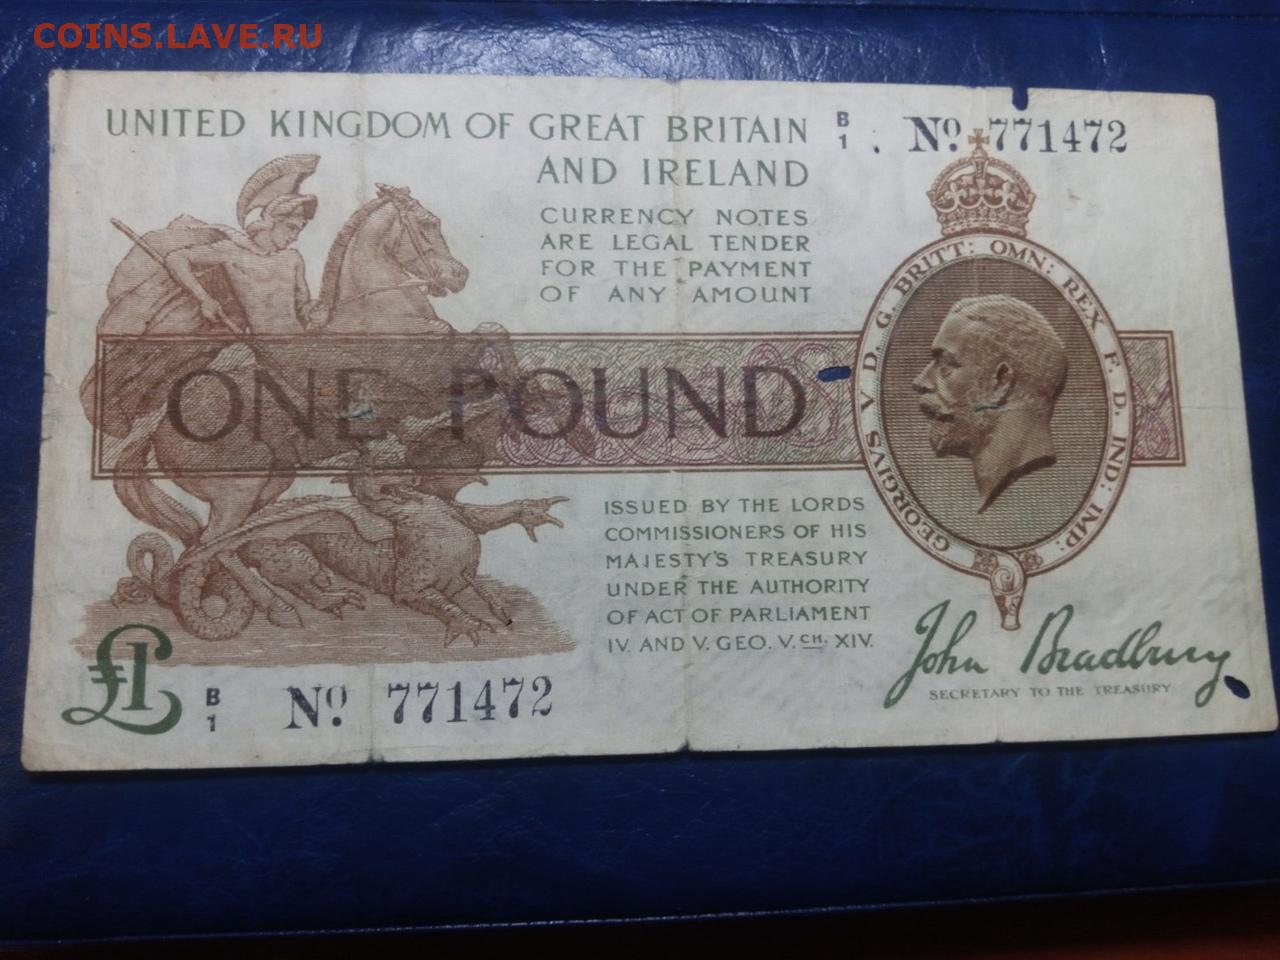 COINS.LAVE.RU
UNITED KINGDOM OF GREAT BRITAIN
AND IRELAND
B
1
No. 771472
CURRENCY NOTES
ARE LEGAL TENDER
FOR THE PAYMENT
OF ANY AMOUNT
GEORGIVS V D. G. BRITT: OMN: REX F. D. IND: IMP:
ONE POUND
ISSUED BY THE LORDS
COMMISSIONERS OF HIS
MAJESTY'S TREASURY
UNDER THE AUTHORITY
OF ACT OF PARLIAMENT
IV. AND V. GEO. V. CH. XIV.
John Bradbury
SECRETARY TO THE TREASURY
£1
B
1
No. 771472